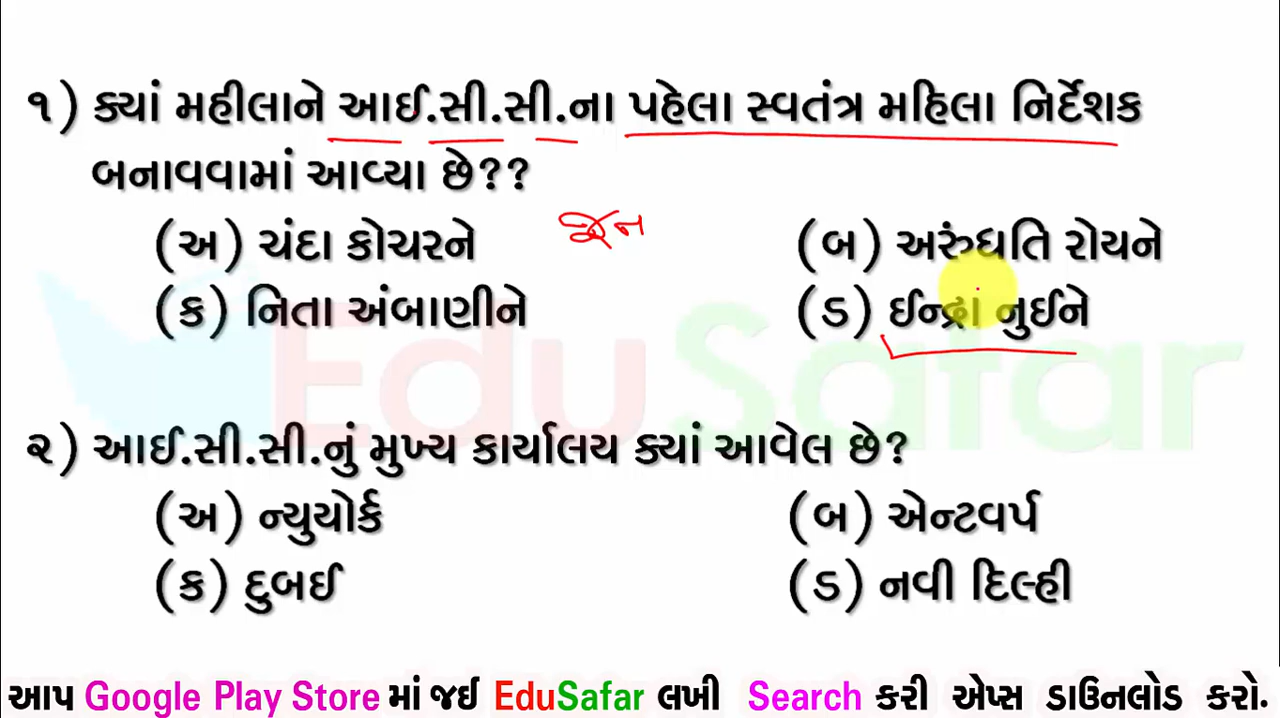 ૧) ક્યાં મહીલાને આઈ.સી.સી.ના પહેલા સ્વતંત્ર મહિલા નિર્દેશક
બનાવવામાં આવ્યા છે??
(અ) ચંદા કોચરને (બ) અરુંધતિ રોયને
(ક) નિતા અંબાણીને (ડ) ઈન્દ્રા નુઈને
EduSafar
૨) આઈ.સી.સી.નું મુખ્ય કાર્યાલય ક્યાં આવેલ છે?
(અ) ન્યુયોર્ક (બ) એન્ટવર્પ
(ક) દુબઈ (ડ) નવી દિલ્હી
આપ Google Play Store માં જઈ EduSafar લખી Search કરી એપ્સ ડાઉનલોડ કરો.